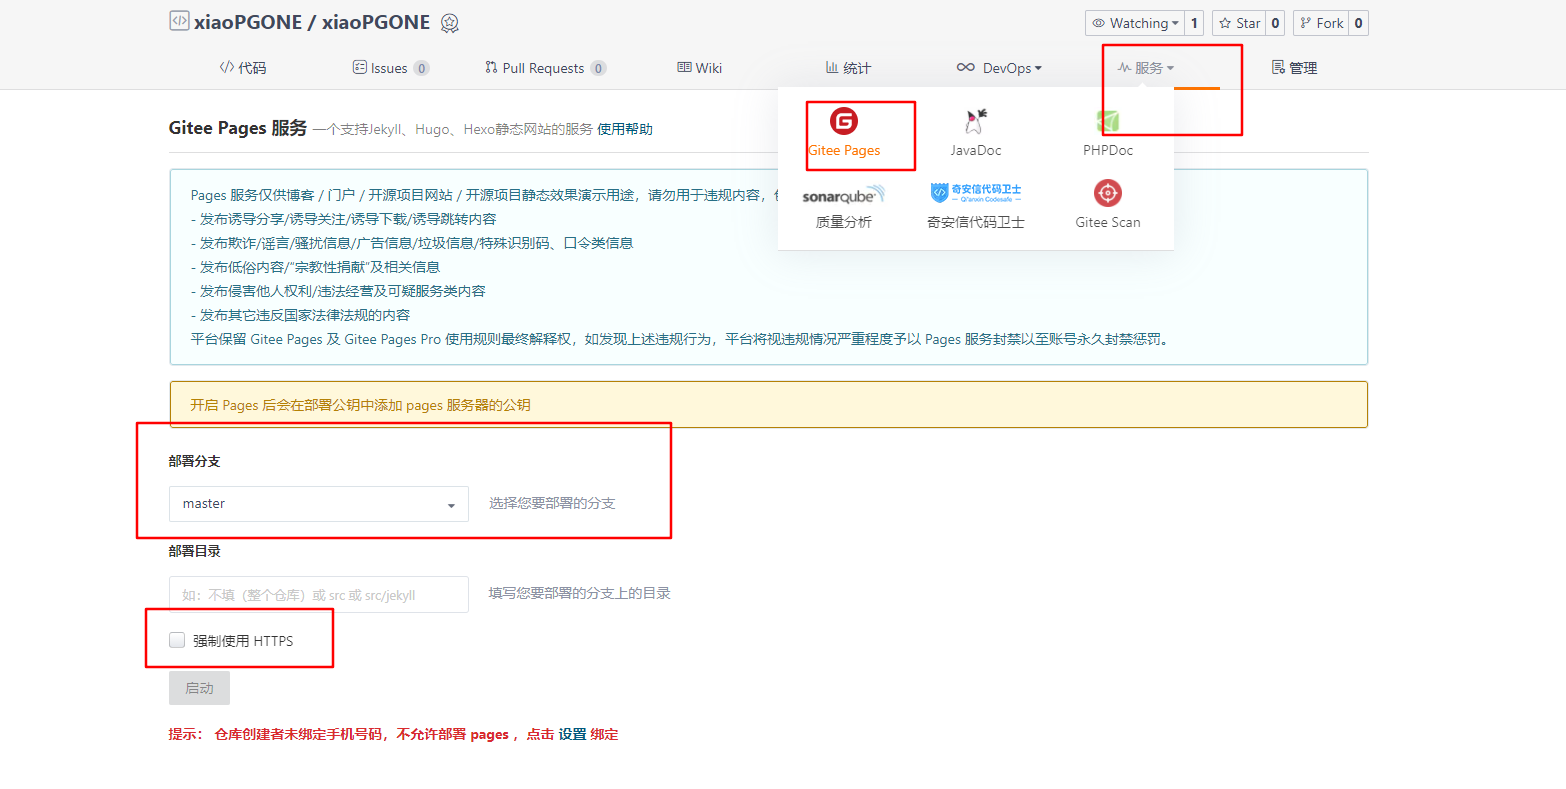 xiaoPGONE / xiaoPGONE
Watching 1 Star 0 Fork 0
代码 Issues 0 Pull Requests 0 Wiki 统计 DevOps 服务 管理
Gitee Pages 服务 一个支持Jekyll、Hugo、Hexo静态网站的服务 使用帮助
Gitee Pages JavaDoc PHPDoc
sonarqube 奇安信代码卫士
Qi'anxin Codesafe
质量分析 奇安信代码卫士 Gitee Scan
Pages 服务仅供博客 / 门户 / 开源项目网站 / 开源项目静态效果演示用途，请勿用于违规内容，
- 发布诱导分享/诱导关注/诱导下载/诱导跳转内容
- 发布欺诈/谣言/骚扰信息/广告信息/垃圾信息/特殊识别码、口令类信息
- 发布低俗内容/“宗教性捐献”及相关信息
- 发布侵害他人权利/违法经营及可疑服务类内容
- 发布其它违反国家法律法规的内容
平台保留 Gitee Pages 及 Gitee Pages Pro 使用规则最终解释权，如发现上述违规行为，平台将视违规情况严重程度予以 Pages 服务封禁以至账号永久封禁惩罚。
开启 Pages 后会在部署公钥中添加 pages 服务器的公钥
部署分支
master 选择您要部署的分支
部署目录
如：不填（整个仓库）或 src 或 src/jekyll 填写您要部署的分支上的目录
强制使用 HTTPS
启动
提示： 仓库创建者未绑定手机号码，不允许部署 pages ，点击 设置 绑定